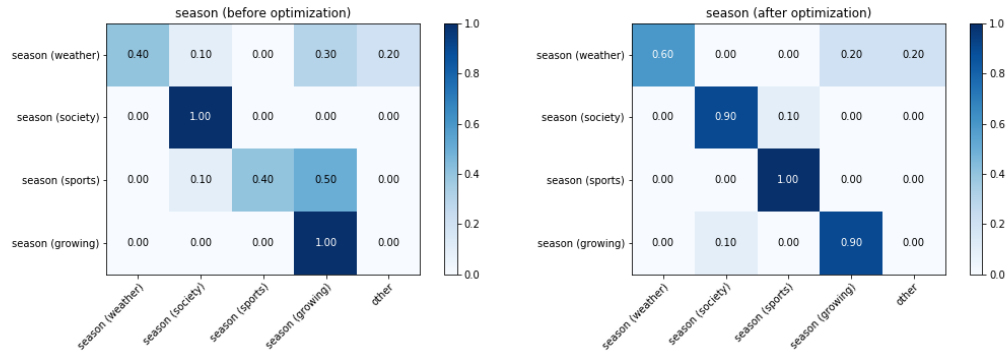 season (before optimization)
season (weather) 0.40 0.10 0.00 0.30 0.20
season (society) 0.00 1.00 0.00 0.00 0.00
season (sports) 0.00 0.10 0.40 0.50 0.00
season (growing) 0.00 0.00 0.00 1.00 0.00
season (weather) season (society) season (sports) season (growing) other
1.0
0.8
0.6
0.4
0.2
0.0
season (after optimization)
season (weather) 0.60 0.00 0.00 0.20 0.20
season (society) 0.00 0.90 0.10 0.00 0.00
season (sports) 0.00 0.00 1.00 0.00 0.00
season (growing) 0.00 0.10 0.00 0.90 0.00
season (weather) season (society) season (sports) season (growing) other
1.0
0.8
0.6
0.4
0.2
0.0